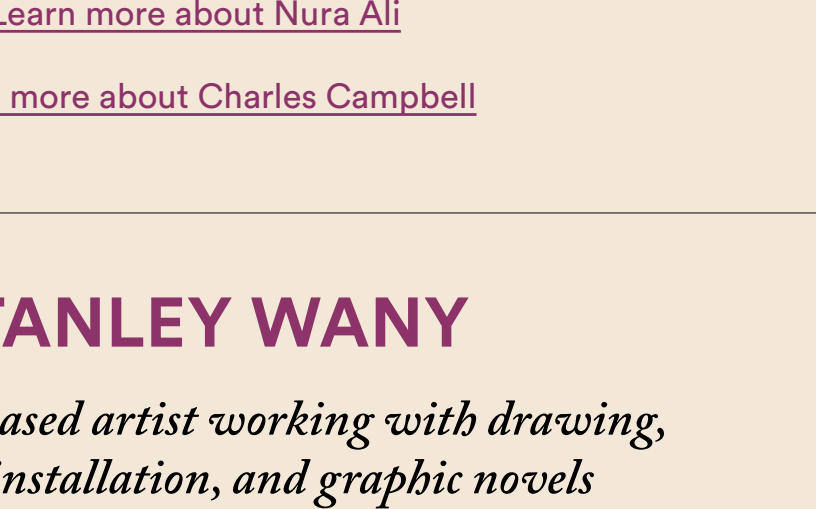 Learn more about Nura Ali
more about Charles Campbell
TANLEY WANY
ased artist working with drawing,
installation, and graphic novels